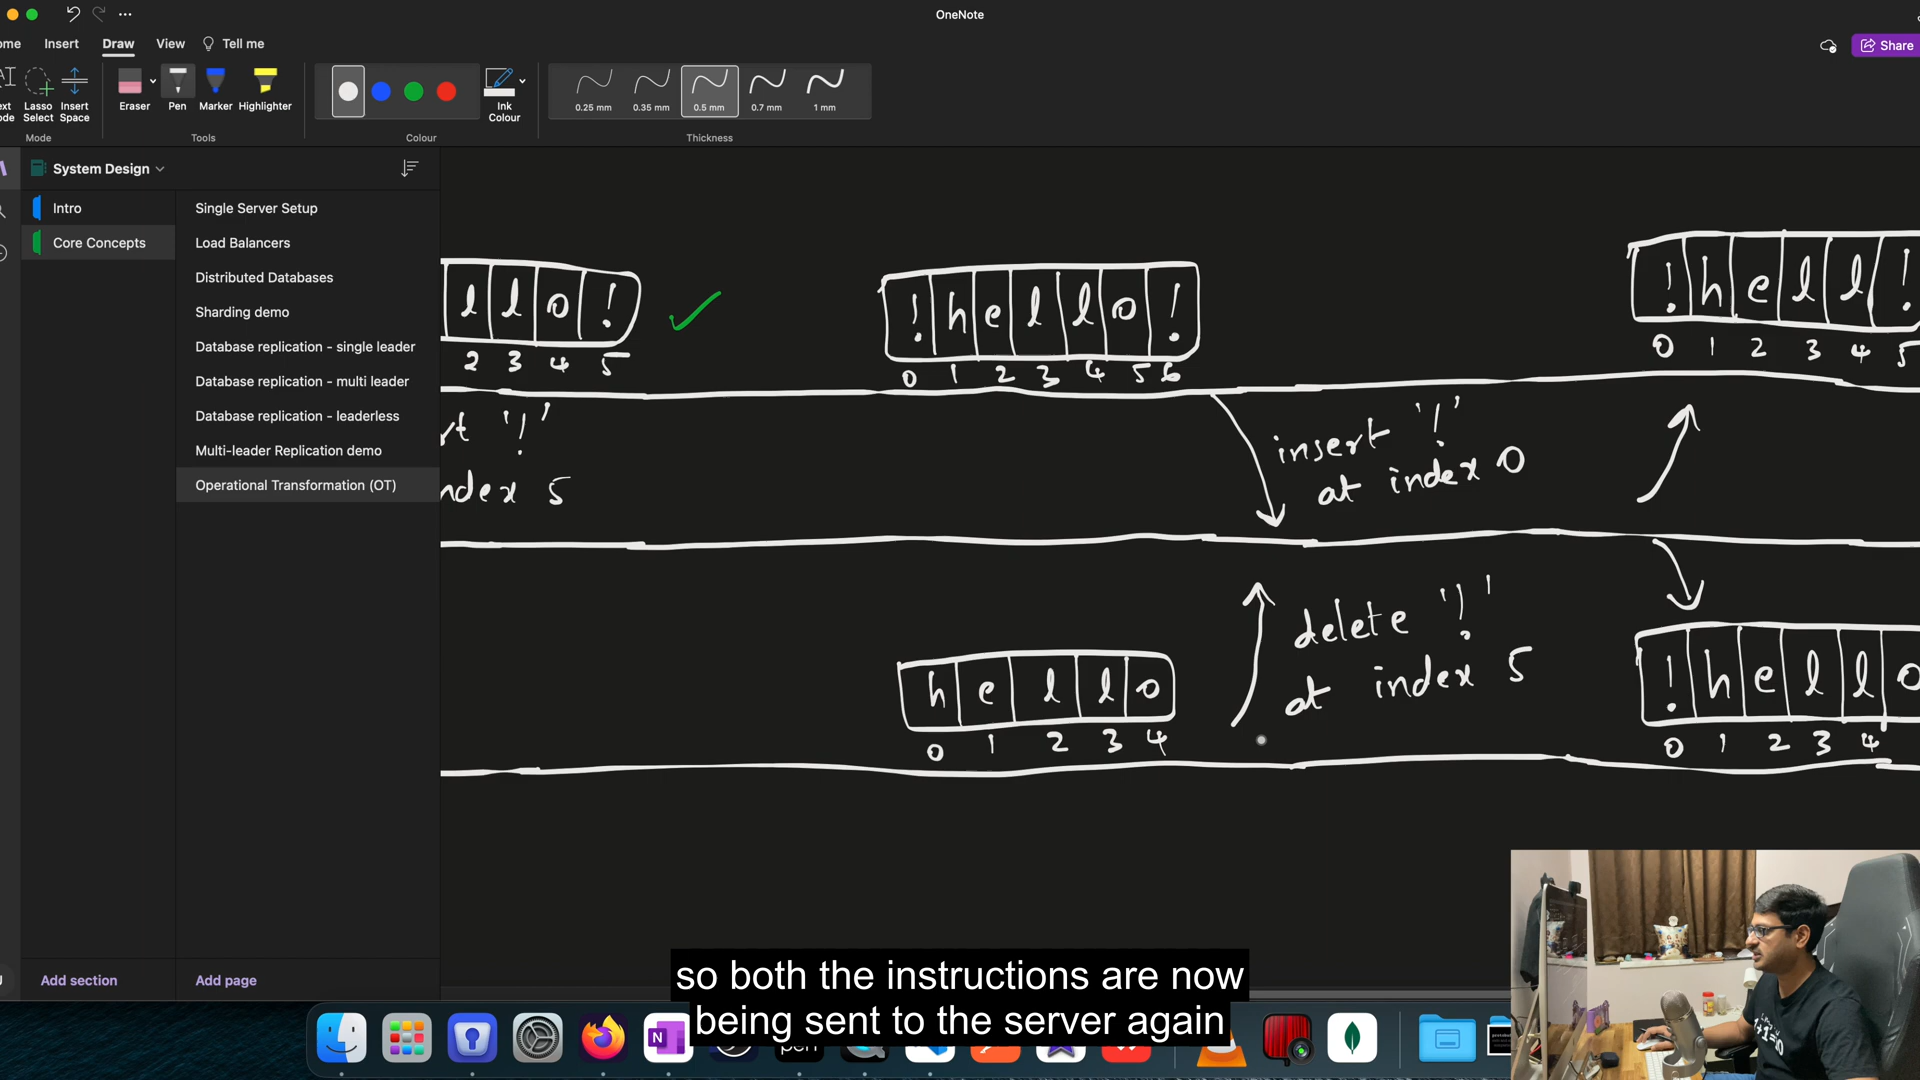 OneNote
ome Insert Draw View Tell me
Share
ext
ode
Lasso
Select
Insert
Space
Eraser
Pen
Marker
Highlighter
Ink
Colour
0.25 mm
0.35 mm
0.5 mm
0.7 mm
1 mm
Mode
Tools
Colour
Thickness
System Design
Intro
Core Concepts
Single Server Setup
Load Balancers
Distributed Databases
Sharding demo
Database replication - single leader
Database replication - multi leader
Database replication - leaderless
Multi-leader Replication demo
Operational Transformation (OT)
Add section
Add page
l l o !
2 3 4 5
! h e l l o !
0 1 2 3 4 5 6
! h e l l !
0 1 2 3 4 5
rt '!'
ndex 5
insert '!'
at index 0
delete '!'
at index 5
h e l l o
0 1 2 3 4
! h e l l o
0 1 2 3 4
so both the instructions are now
being sent to the server again